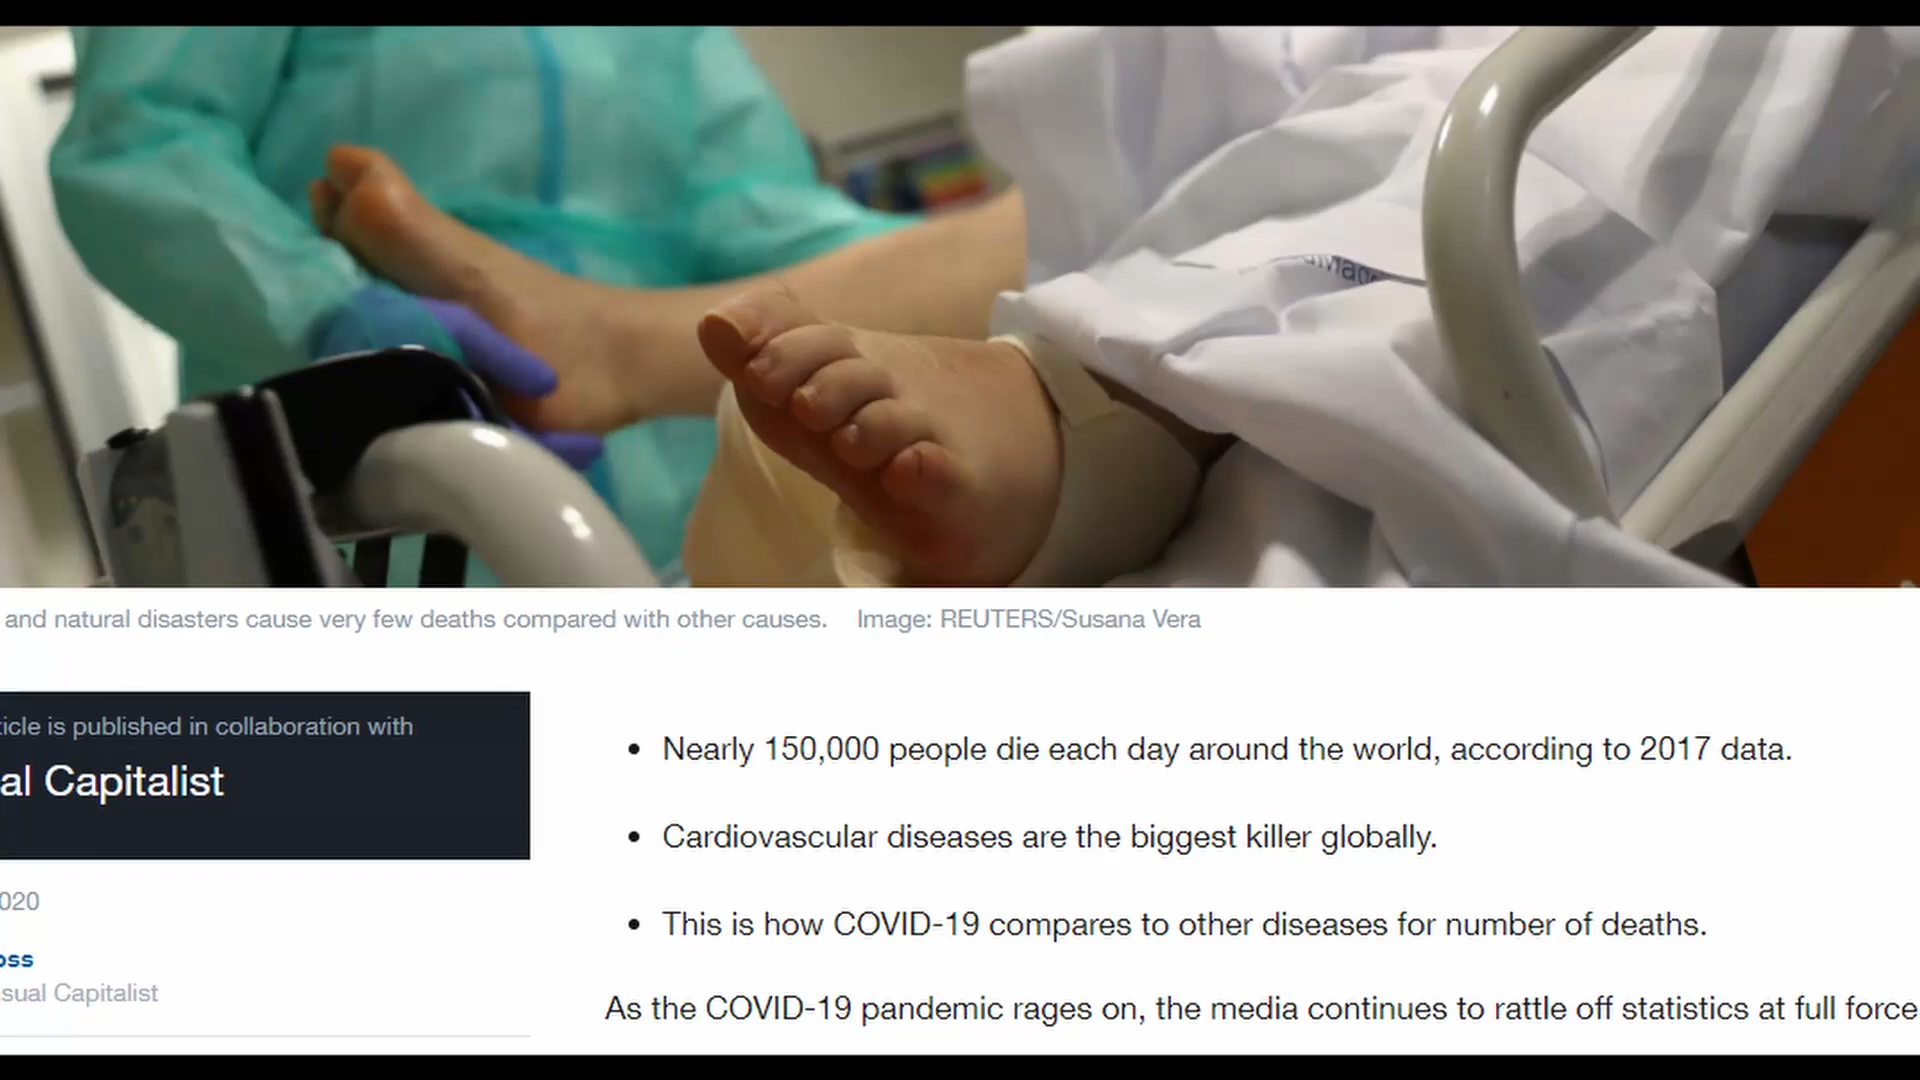 and natural disasters cause very few deaths compared with other causes. Image: REUTERS/Susana Vera
icle is published in collaboration with
al Capitalist
020
oss
sual Capitalist
• Nearly 150,000 people die each day around the world, according to 2017 data.
• Cardiovascular diseases are the biggest killer globally.
• This is how COVID-19 compares to other diseases for number of deaths.
As the COVID-19 pandemic rages on, the media continues to rattle off statistics at full force